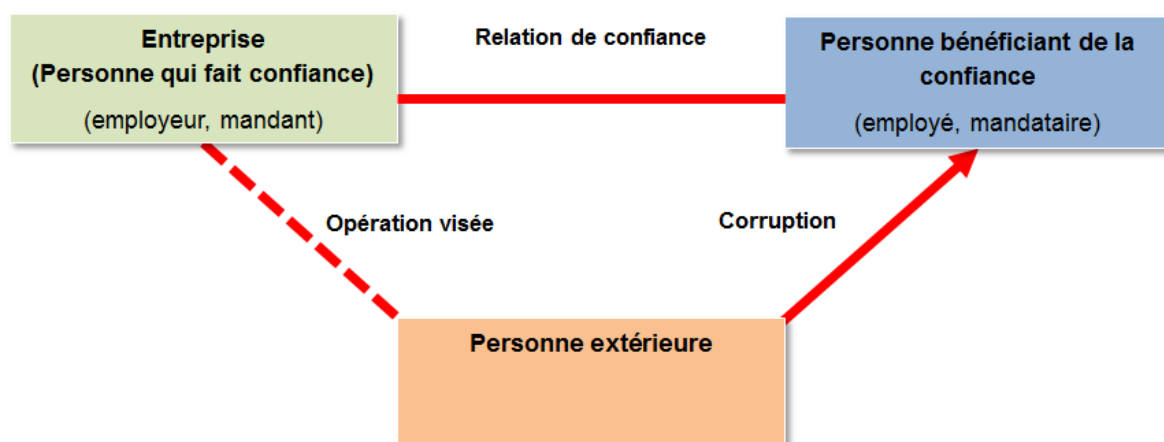 Entreprise
(Personne qui fait confiance)
(employeur, mandant)
Relation de confiance
Personne bénéficiant de la
confiance
(employé, mandataire)
Opération visée
Corruption
Personne extérieure